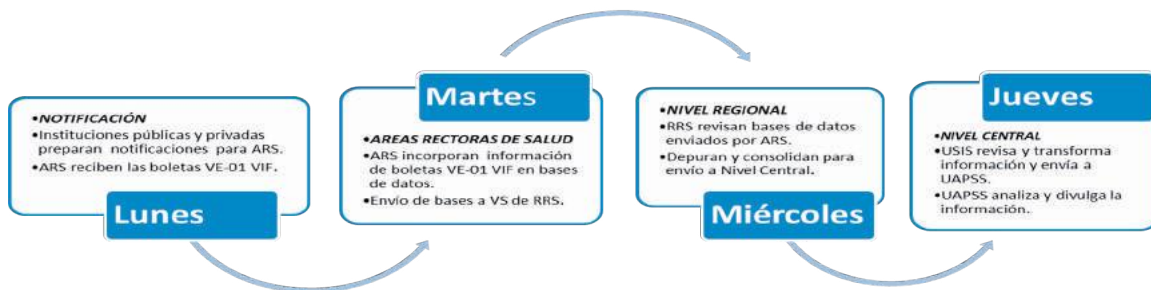 •NOTIFICACIÓN
•Instituciones públicas y privadas
preparan notificaciones para ARS.
•ARS reciben las boletas VE-01 VIF.
Lunes
Martes
•AREAS RECTORAS DE SALUD
•ARS incorporan información
de boletas VE-01 VIF en bases
de datos.
•Envío de bases a VS de RRS.
•NIVEL REGIONAL
•RRS revisan bases de datos
enviados por ARS.
•Depuran y consolidan para
envío a Nivel Central.
Miércoles
Jueves
•NIVEL CENTRAL
•USIS revisa y transforma
información y envía a
UAPSS.
•UAPSS analiza y divulga la
información.